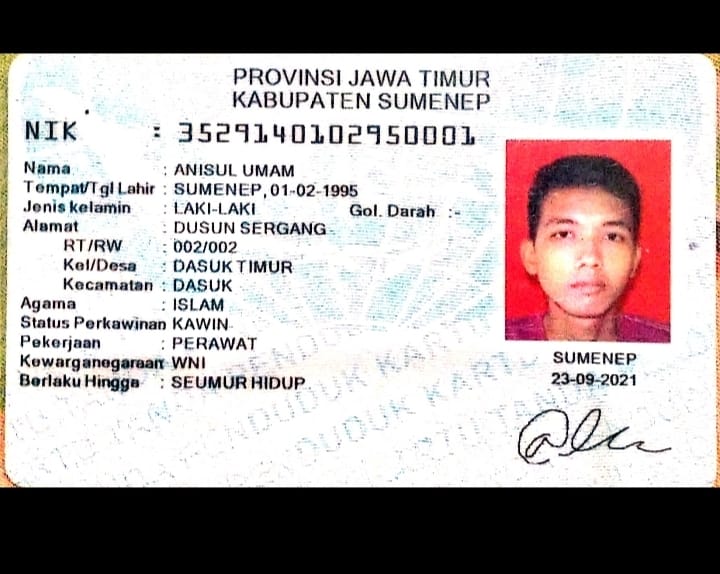 PROVINSI JAWA TIMUR
KABUPATEN SUMENEP
NIK : 3529140102950001
Nama : ANISUL UMAM
Tempat/Tgl Lahir : SUMENEP, 01-02-1995
Jenis kelamin : LAKI-LAKI Gol. Darah :-
Alamat : DUSUN SERGANG
RT/RW : 002/002
Kel/Desa : DASUK TIMUR
Kecamatan : DASUK
Agama : ISLAM
Status Perkawinan KAWIN
Pekerjaan : PERAWAT
Kewarganegaraan WNI
Berlaku Hingga : SEUMUR HIDUP
SUMENEP
23-09-2021